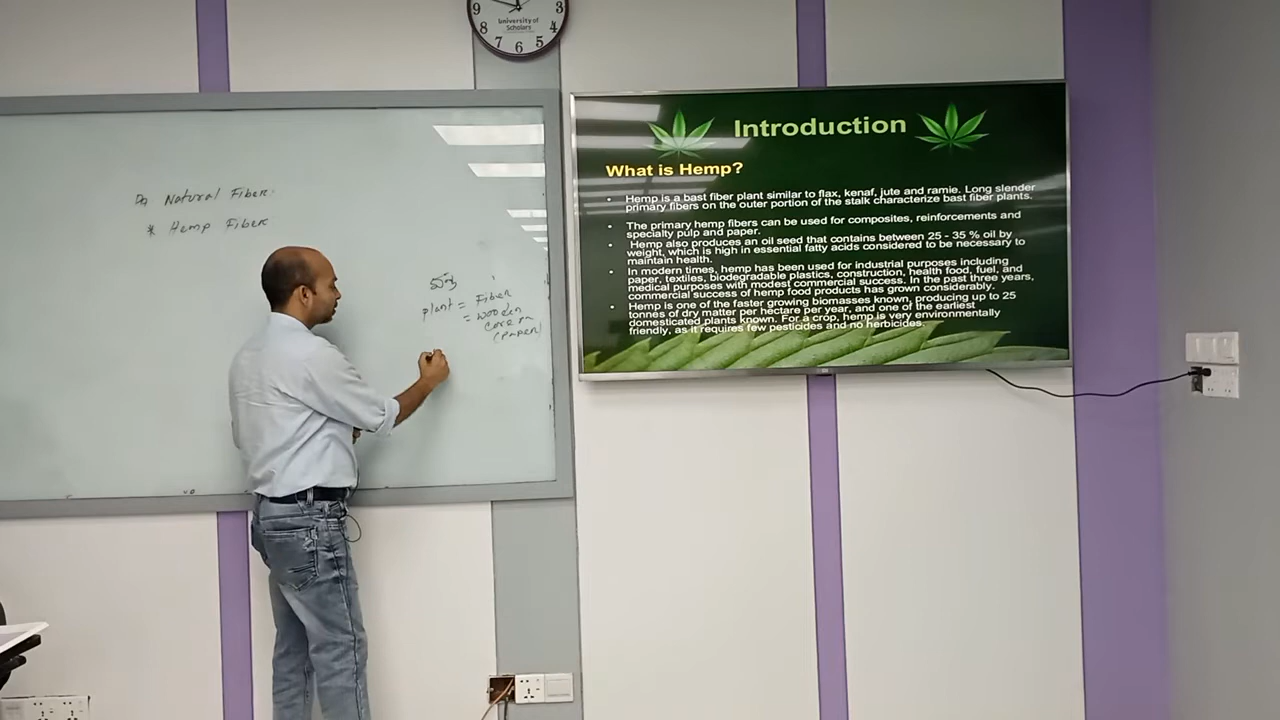 9
3
8
4
7
6
5
University of
Scholars
Natural Fiber
* Hemp Fiber
plant = Fiber
= wooden
core
(paper)
Introduction
What is Hemp?
• Hemp is a bast fiber plant similar to flax, kenaf, jute and ramie. Long slender
primary fibers on the outer portion of the stalk characterize bast fiber plants.
• The primary hemp fibers can be used for composites, reinforcements and
specialty pulp and paper.
• Hemp also produces an oil seed that contains between 25 - 35 % oil by
weight, which is high in essential fatty acids considered to be necessary to
maintain health.
• In modern times, hemp has been used for industrial purposes including
paper, textiles, biodegradable plastics, construction, health food, fuel, and
medical purposes with modest commercial success. In the past three years,
commercial success of hemp food products has grown considerably.
• Hemp is one of the faster growing biomasses known, producing up to 25
tonnes of dry matter per hectare per year, and one of the earliest
domesticated plants known. For a crop, hemp is very environmentally
friendly, as it requires few pesticides and no herbicides.